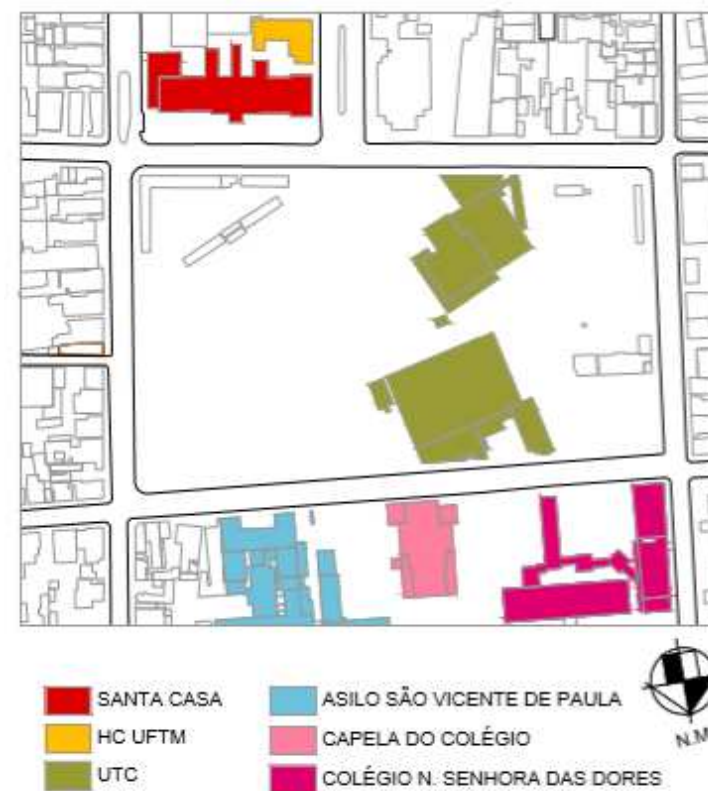 SANTA CASA
HC UFTM
UTC
ASILO SÃO VICENTE DE PAULA
CAPELA DO COLÉGIO
COLÉGIO N. SENHORA DAS DORES
N.M